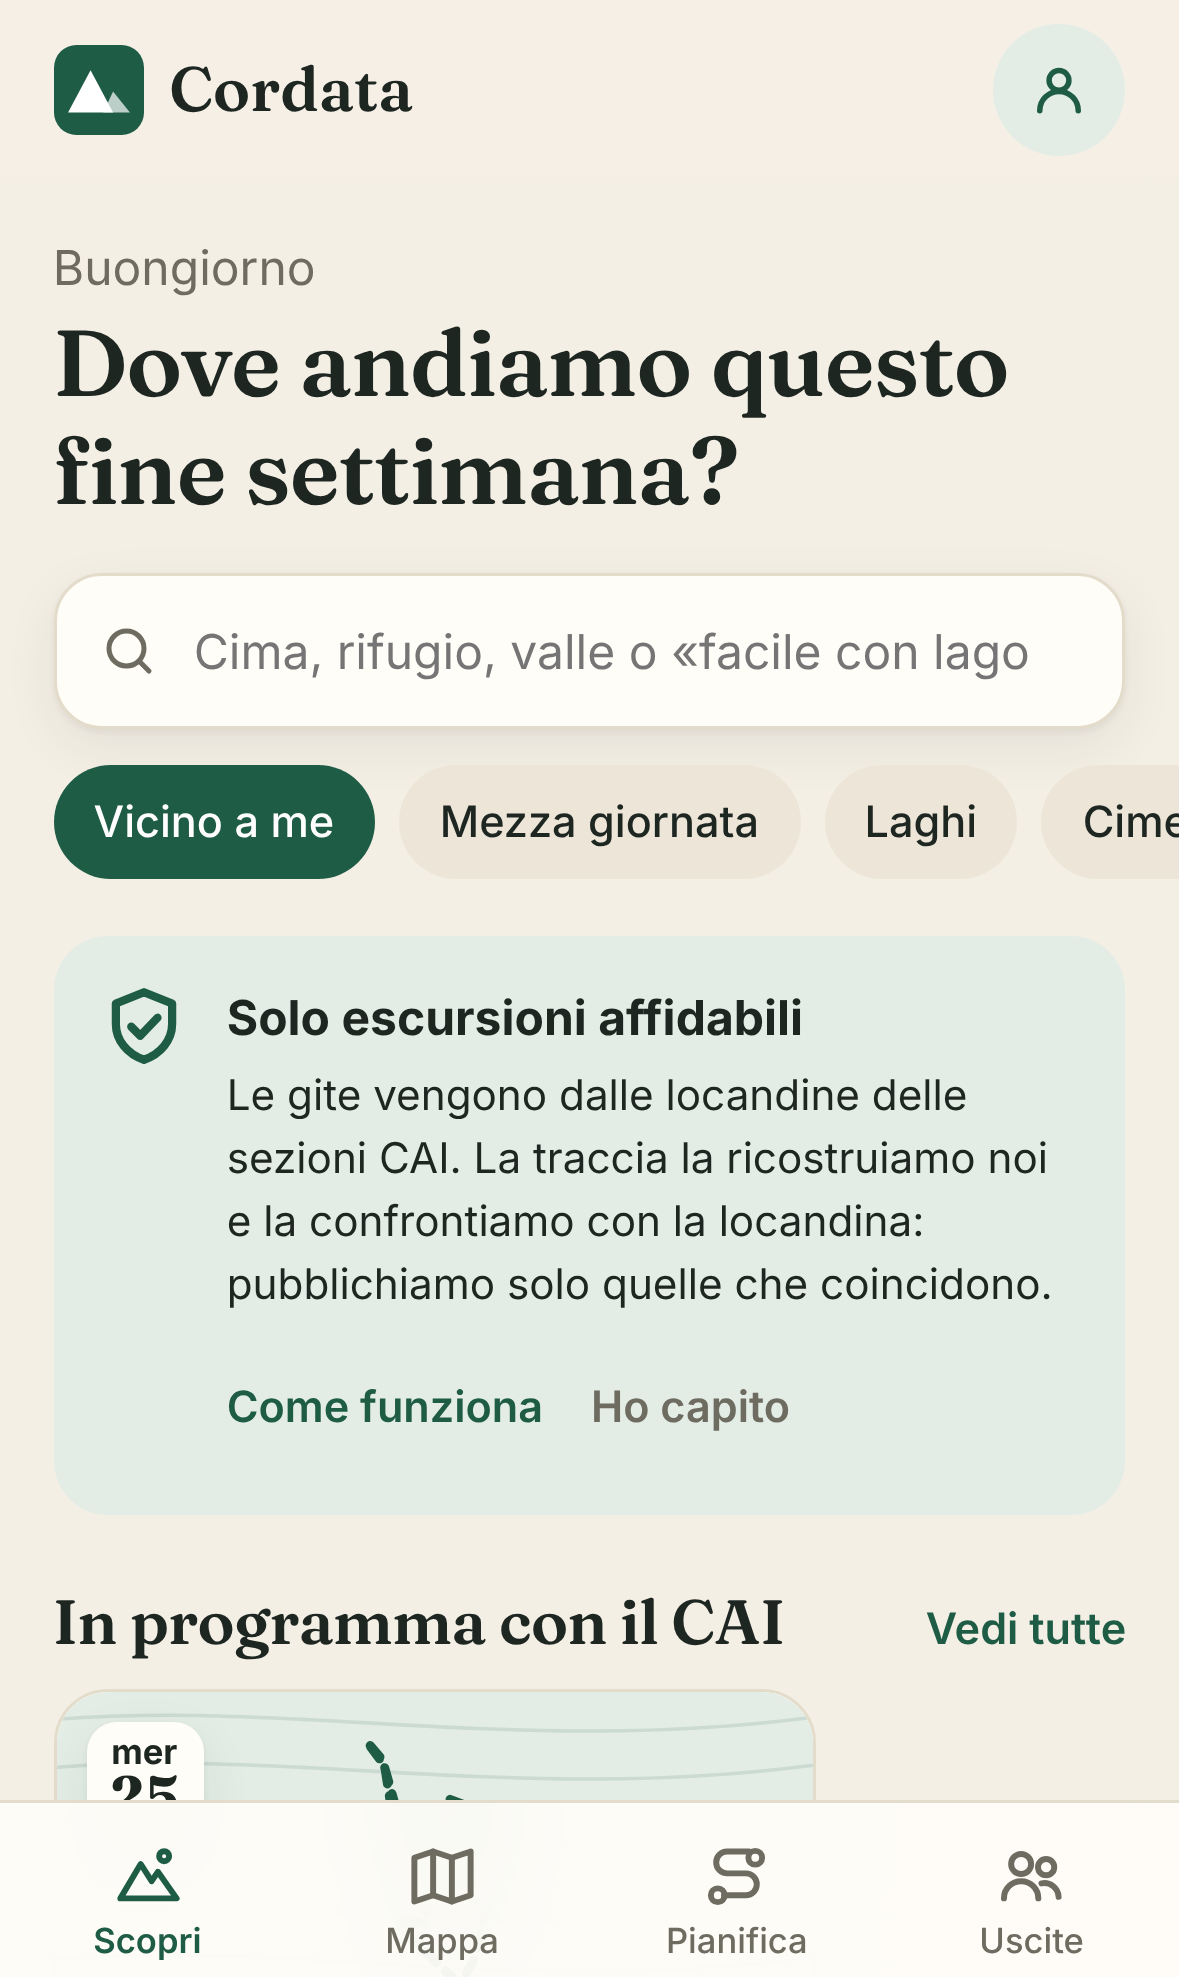 Cordata
Buongiorno
Dove andiamo questo
fine settimana?
Cima, rifugio, valle o «facile con lago
Vicino a me
Mezza giornata
Laghi
Cime
Solo escursioni affidabili
Le gite vengono dalle locandine delle
sezioni CAI. La traccia la ricostruiamo noi
e la confrontiamo con la locandina:
pubblichiamo solo quelle che coincidono.
Come funziona
Ho capito
In programma con il CAI
Vedi tutte
mer
25
Scopri
Mappa
Pianifica
Uscite